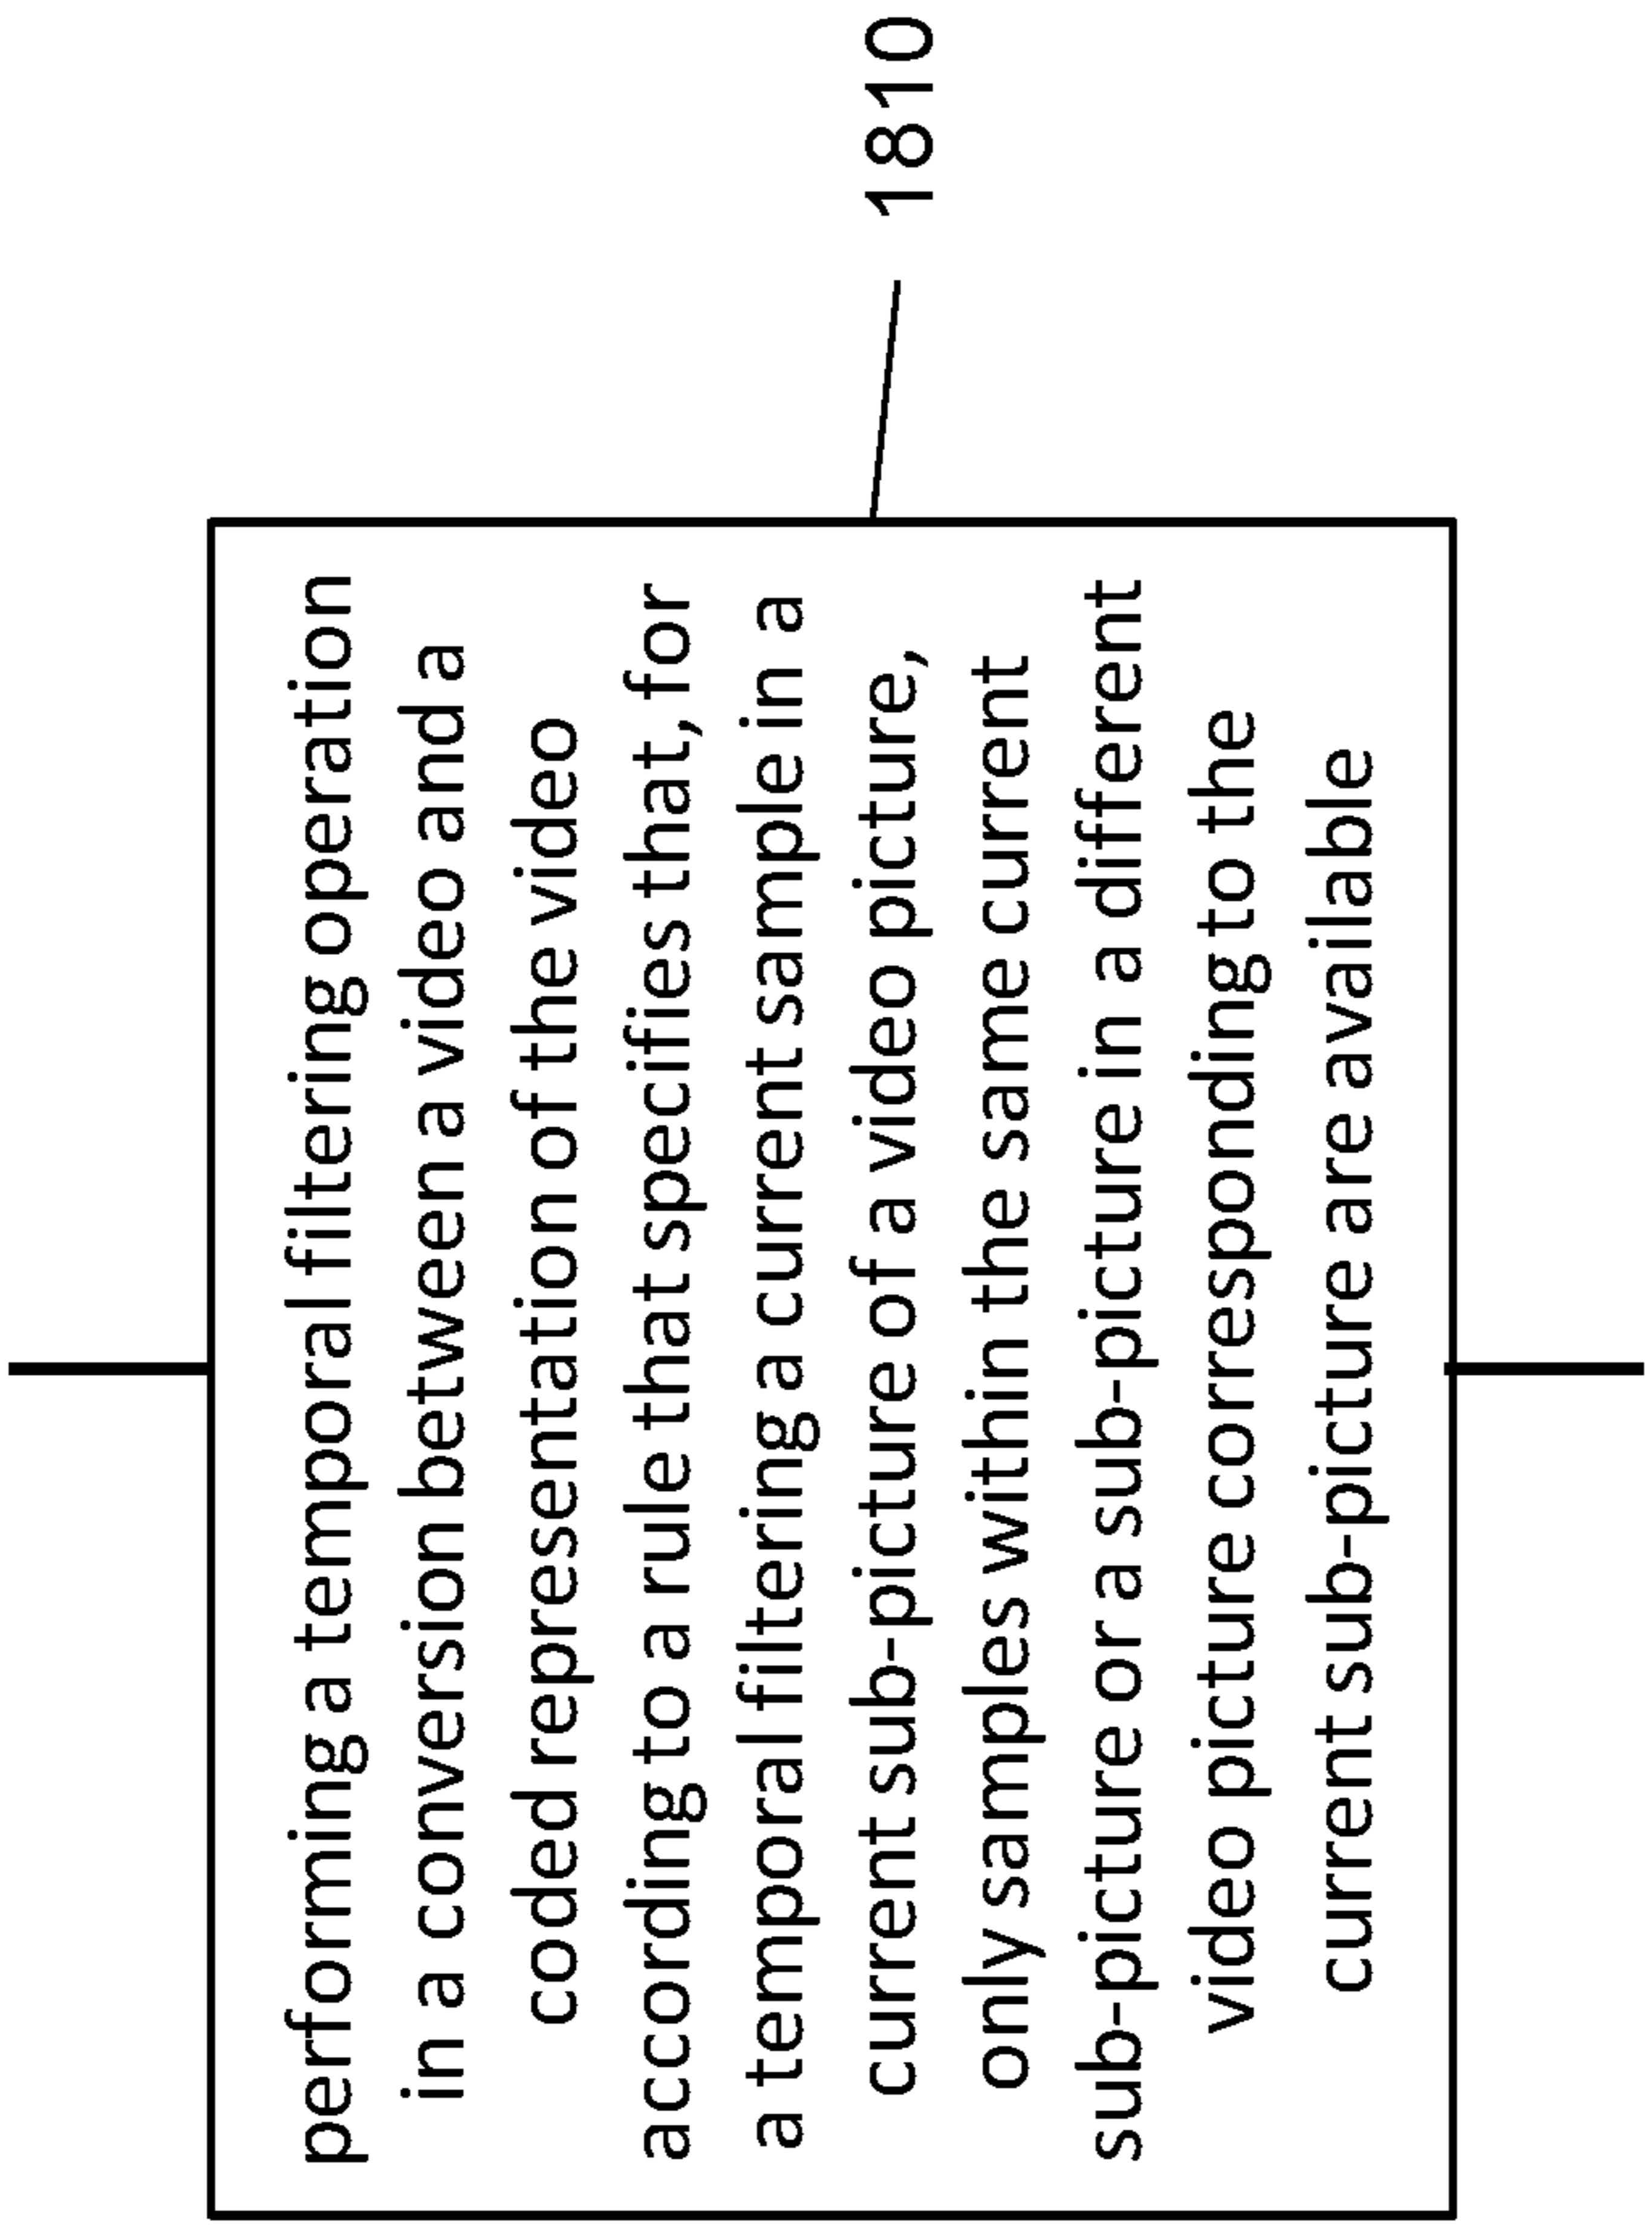 performing a temporal filtering operation
in a conversion between a video and a
coded representation of the video
according to a rule that specifies that, for
a temporal filtering a current sample in a
current sub-picture of a video picture,
only samples within the same current
sub-picture or a sub-picture in a different
video picture corresponding to the
current sub-picture are available
1810